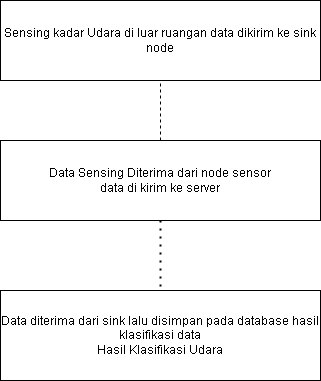 Sensing kadar Udara di luar ruangan data dikirim ke sink
node
Data Sensing Diterima dari node sensor
data di kirim ke server
Data diterima dari sink lalu disimpan pada database hasil
klasifikasi data
Hasil Klasifikasi Udara